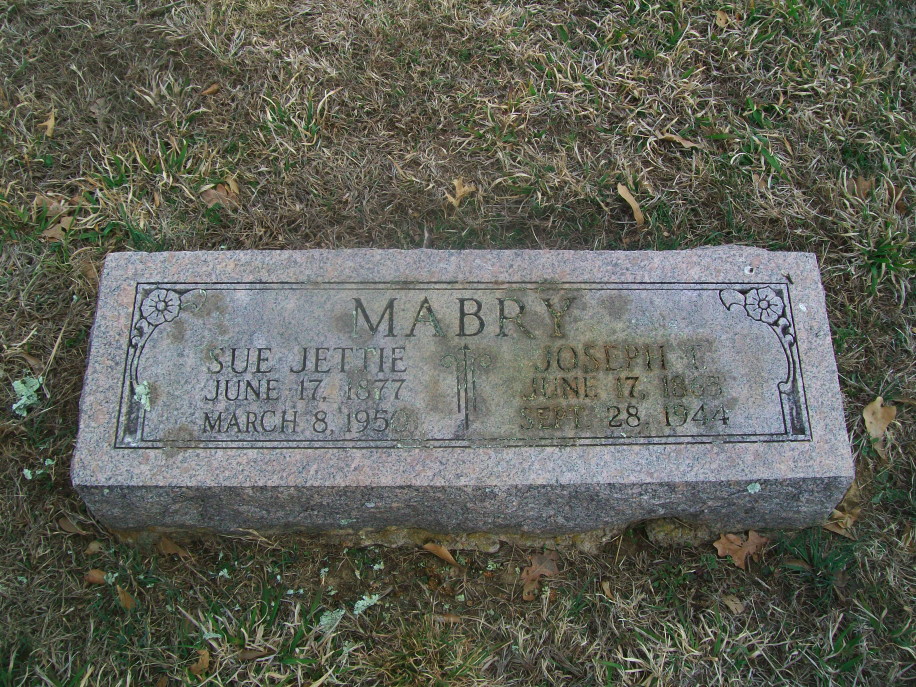 MABRY
SUE JETTIE
JUNE 17, 1877
MARCH 8,
JOSEPH T.
JUNE 17,
SEPT. 28, 1944